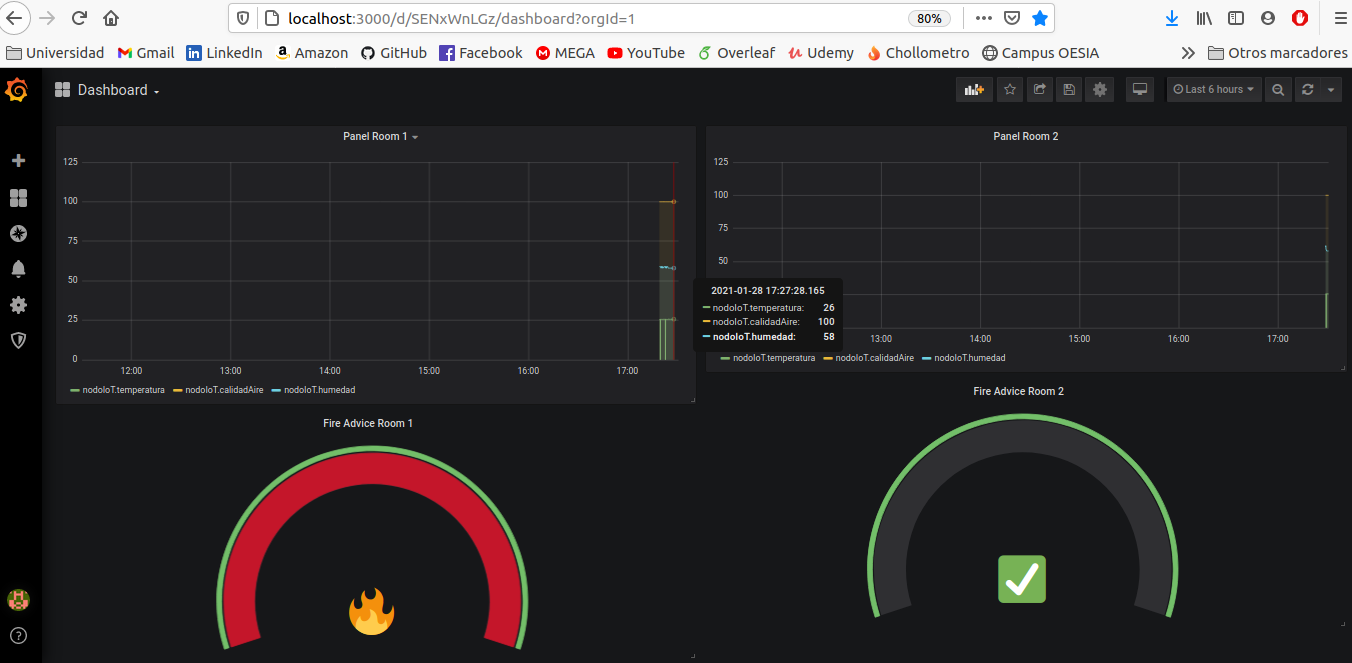 localhost:3000/d/SENxWnLGz/dashboard?orgId=1
80%
Universidad
Gmail
LinkedIn
Amazon
GitHub
Facebook
MEGA
YouTube
Overleaf
Udemy
Chollometro
Campus OESIA
Otros marcadores
Dashboard
Last 6 hours
Panel Room 1
125
100
75
50
25
0
12:00 13:00 14:00 15:00 16:00 17:00
nodoIoT.temperatura nodoIoT.calidadAire nodoIoT.humedad
Panel Room 2
125
100
75
50
13:00 14:00 15:00 16:00 17:00
nodoIoT.temperatura nodoIoT.calidadAire nodoIoT.humedad
2021-01-28 17:27:28.165
nodoIoT.temperatura: 26
nodoIoT.calidadAire: 100
nodoIoT.humedad: 58
Fire Advice Room 1
Fire Advice Room 2